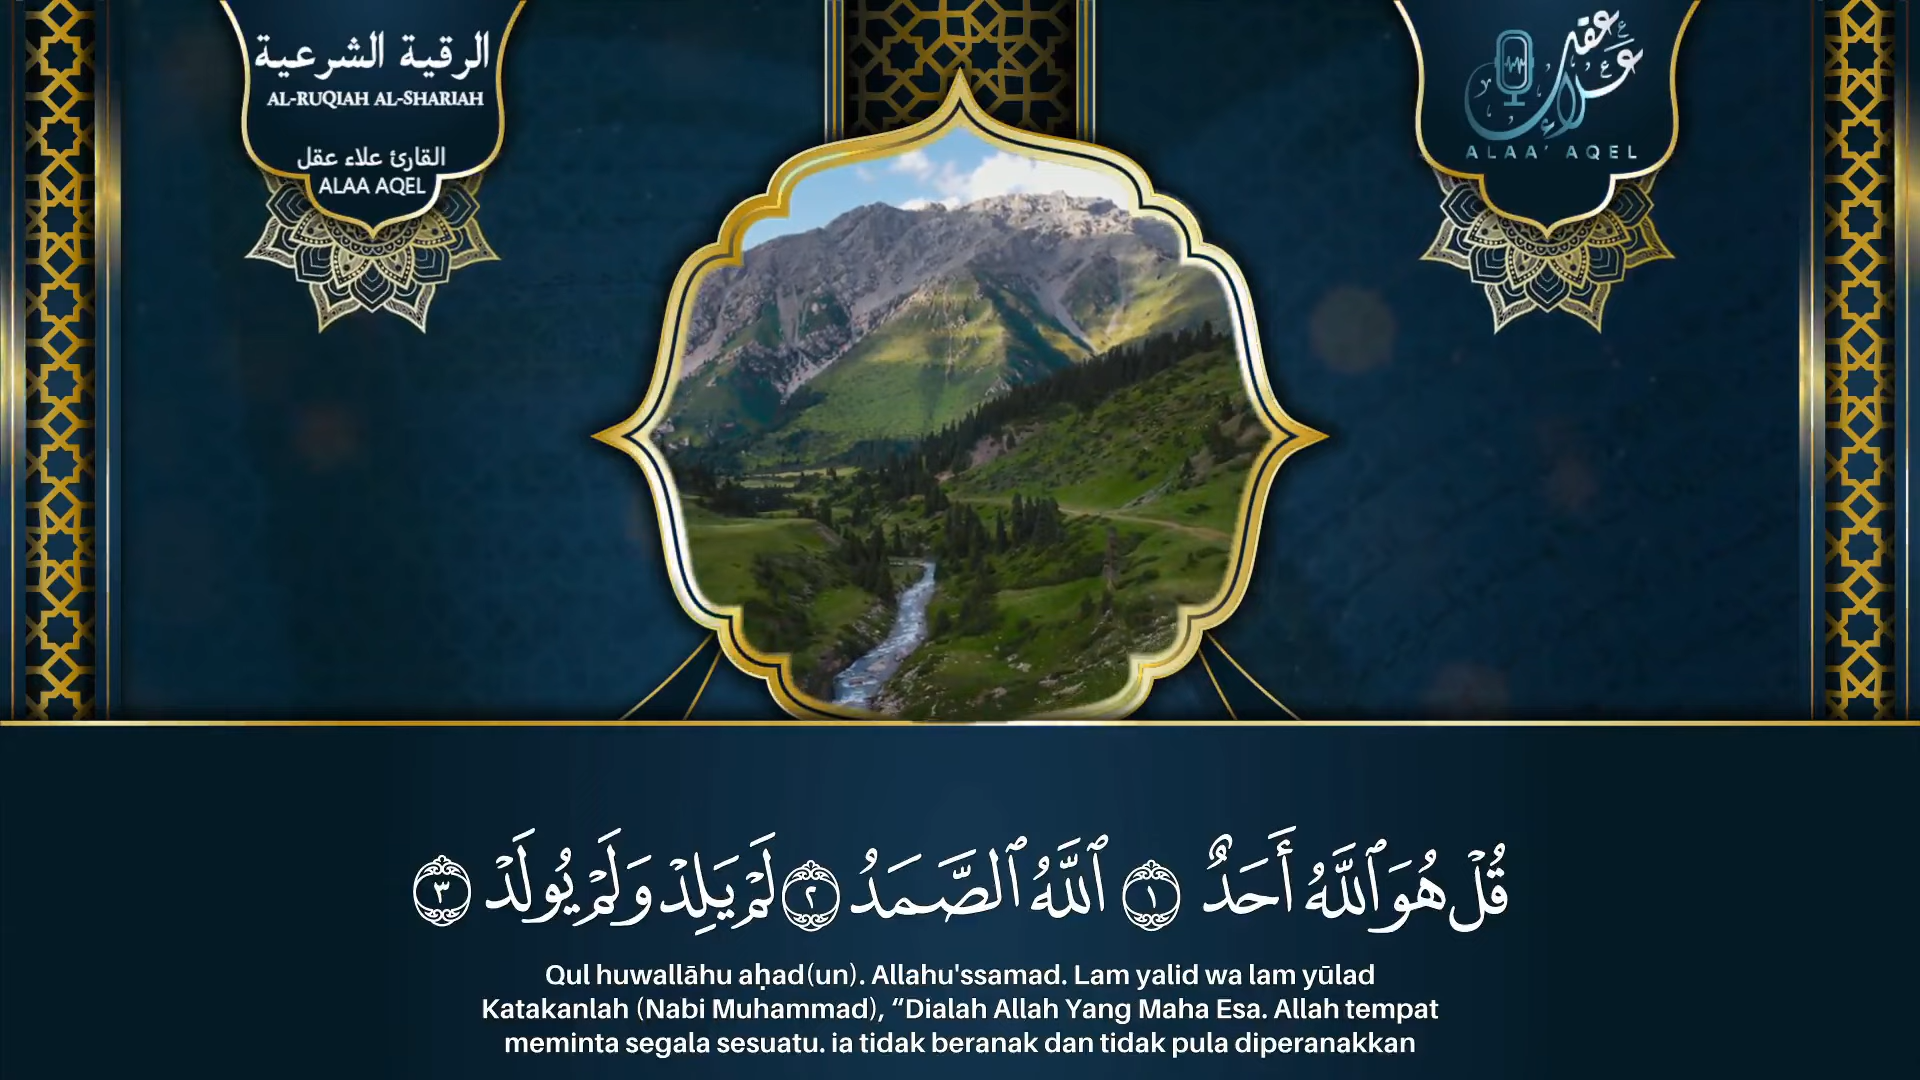 الرقية الشرعية
AL-RUQIAH AL-SHARIAH
القارئ علاء عقل
ALAA AQEL
علاء عقل
ALAA' AQEL
قُلْ هُوَ ٱللَّهُ أَحَدٌ ١ ٱللَّهُ ٱلصَّمَدُ ٢ لَمْ يَلِدْ وَلَمْ يُولَدْ ٣
Qul huwallāhu aḥad(un). Allahu'ssamad. Lam yalid wa lam yūlad
Katakanlah (Nabi Muhammad), “Dialah Allah Yang Maha Esa. Allah tempat
meminta segala sesuatu. ia tidak beranak dan tidak pula diperanakkan